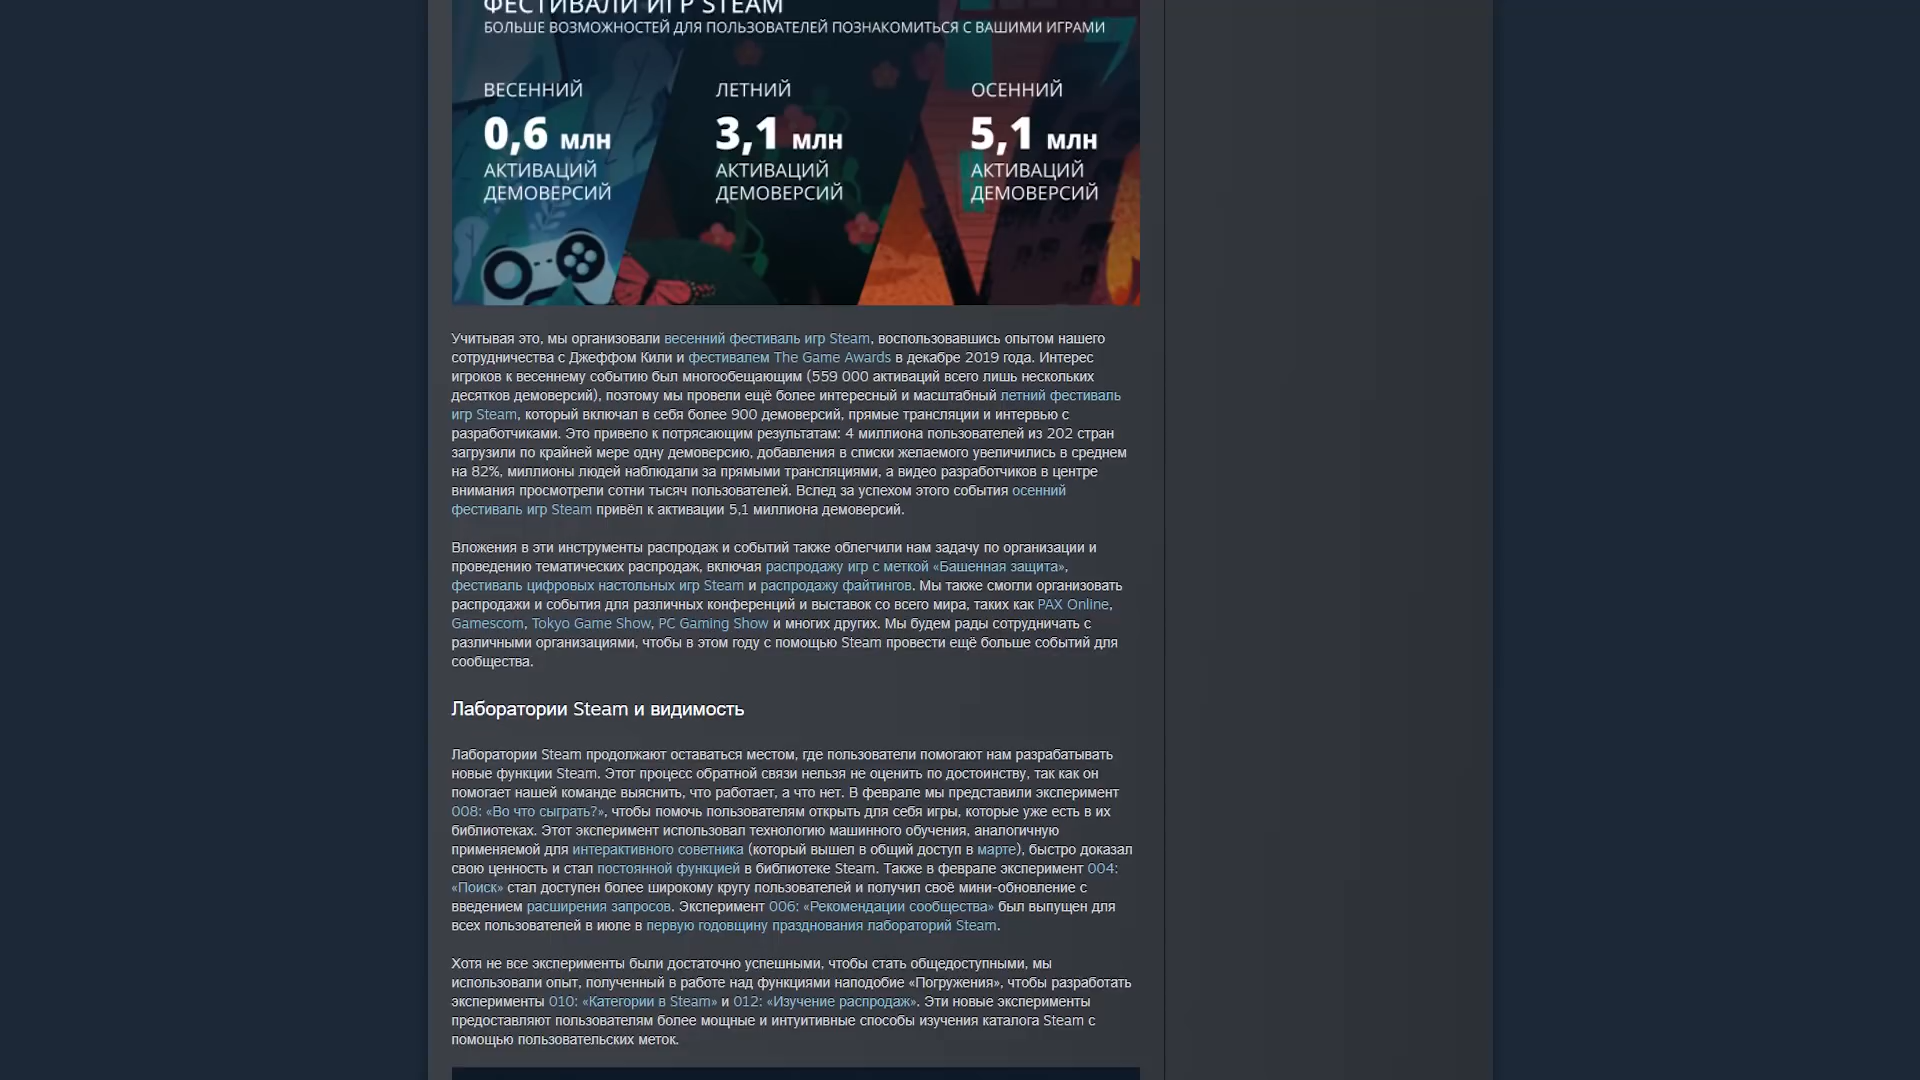 ФЕСТИВАЛИ ИГР STEAM
БОЛЬШЕ ВОЗМОЖНОСТЕЙ ДЛЯ ПОЛЬЗОВАТЕЛЕЙ ПОЗНАКОМИТЬСЯ С ВАШИМИ ИГРАМИ
ВЕСЕННИЙ
0,6 млн
АКТИВАЦИЙ
ДЕМОВЕРСИЙ
ЛЕТНИЙ
3,1 млн
АКТИВАЦИЙ
ДЕМОВЕРСИЙ
ОСЕННИЙ
5,1 млн
АКТИВАЦИЙ
ДЕМОВЕРСИЙ
Учитывая это, мы организовали весенний фестиваль игр Steam, воспользовавшись опытом нашего
сотрудничества с Джеффом Кили и фестивалем The Game Awards в декабре 2019 года. Интерес
игроков к весеннему событию был многообещающим (559 000 активаций всего лишь нескольких
десятков демоверсий), поэтому мы провели ещё более интересный и масштабный летний фестиваль
игр Steam, который включал в себя более 900 демоверсий, прямые трансляции и интервью с
разработчиками. Это привело к потрясающим результатам: 4 миллиона пользователей из 202 стран
загрузили по крайней мере одну демоверсию, добавления в списки желаемого увеличились в среднем
на 82%, миллионы людей наблюдали за прямыми трансляциями, а видео разработчиков в центре
внимания просмотрели сотни тысяч пользователей. Вслед за успехом этого события осенний
фестиваль игр Steam привёл к активации 5,1 миллиона демоверсий.
Вложения в эти инструменты распродаж и событий также облегчили нам задачу по организации и
проведению тематических распродаж, включая распродажу игр с меткой «Башенная защита»,
фестиваль цифровых настольных игр Steam и распродажу файтингов. Мы также смогли организовать
распродажи и события для различных конференций и выставок со всего мира, таких как PAX Online,
Gamescom, Tokyo Game Show, PC Gaming Show и многих других. Мы будем рады сотрудничать с
различными организациями, чтобы в этом году с помощью Steam провести ещё больше событий для
сообщества.
Лаборатории Steam и видимость
Лаборатории Steam продолжают оставаться местом, где пользователи помогают нам разрабатывать
новые функции Steam. Этот процесс обратной связи нельзя не оценить по достоинству, так как он
помогает нашей команде выяснить, что работает, а что нет. В феврале мы представили эксперимент
008: «Во что сыграть?», чтобы помочь пользователям открыть для себя игры, которые уже есть в их
библиотеках. Этот эксперимент использовал технологию машинного обучения, аналогичную
применяемой для интерактивного советника (который вышел в общий доступ в марте), быстро доказал
свою ценность и стал постоянной функцией в библиотеке Steam. Также в феврале эксперимент 004:
«Поиск» стал доступен более широкому кругу пользователей и получил своё мини-обновление с
введением расширения запросов. Эксперимент 006: «Рекомендации сообщества» был выпущен для
всех пользователей в июле в первую годовщину празднования лабораторий Steam.
Хотя не все эксперименты были достаточно успешными, чтобы стать общедоступными, мы
использовали опыт, полученный в работе над функциями наподобие «Погружения», чтобы разработать
эксперименты 010: «Категории в Steam» и 012: «Изучение распродаж». Эти новые эксперименты
предоставляют пользователям более мощные и интуитивные способы изучения каталога Steam с
помощью пользовательских меток.